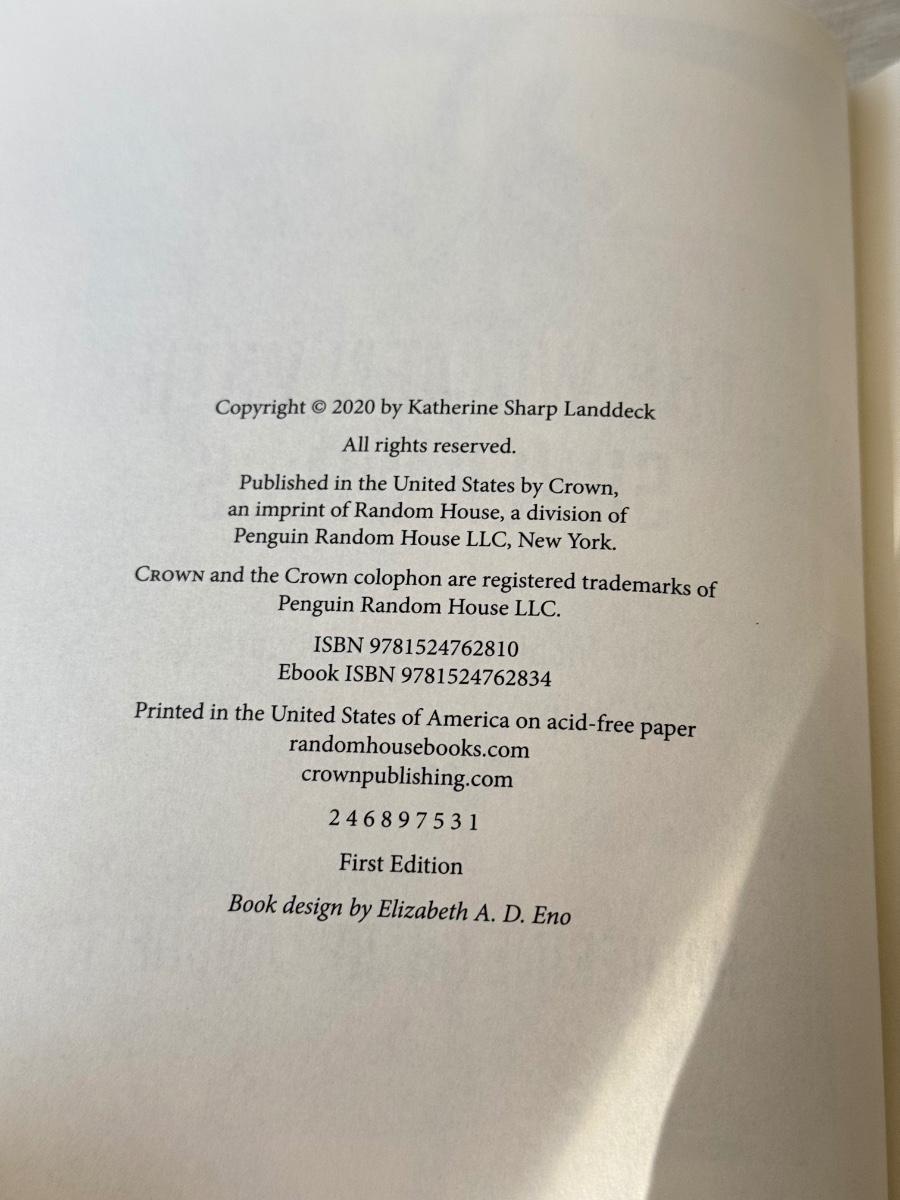 Copyright © 2020 by Katherine Sharp Landdeck
All rights reserved.
Published in the United States by Crown,
an imprint of Random House, a division of
Penguin Random House LLC, New York.
CROWN and the Crown colophon are registered trademarks of
Penguin Random House LLC.
ISBN 9781524762810
Ebook ISBN 9781524762834
Printed in the United States of America on acid-free paper
randomhousebooks.com
crownpublishing.com
2 4 6 8 9 7 5 3 1
First Edition
Book design by Elizabeth A. D. Eno